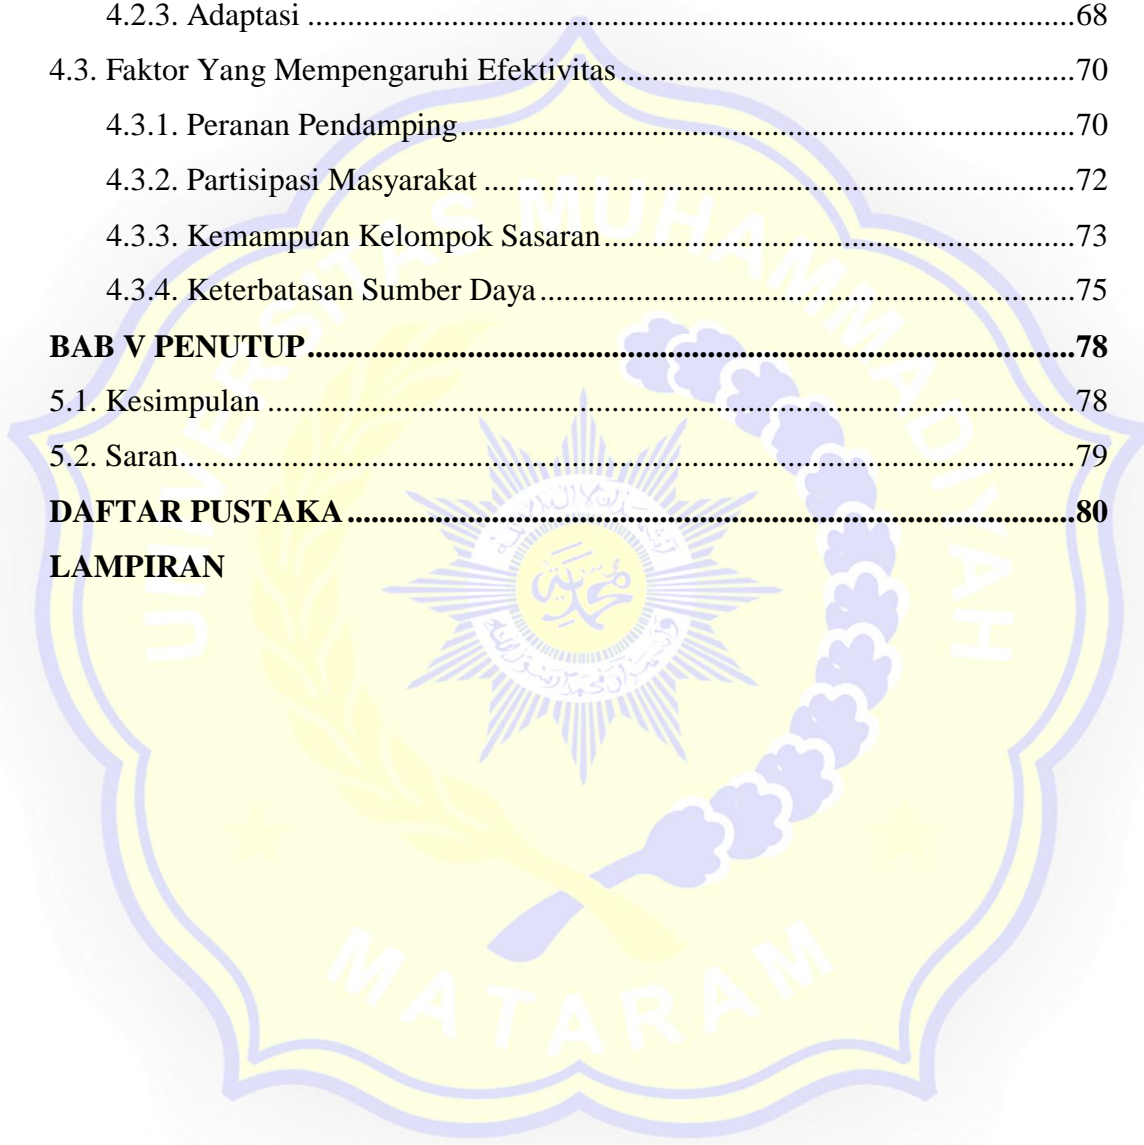 4.2.3. Adaptasi ....................................................................................................68
4.3. Faktor Yang Mempengaruhi Efektivitas..........................................................70
4.3.1. Peranan Pendamping................................................................................70
4.3.2. Partisipasi Masyarakat .............................................................................72
4.3.3. Kemampuan Kelompok Sasaran..............................................................73
4.3.4. Keterbatasan Sumber Daya......................................................................75
BAB V PENUTUP..................................................................................................78
5.1. Kesimpulan ......................................................................................................78
5.2. Saran.................................................................................................................79
DAFTAR PUSTAKA .............................................................................................80
LAMPIRAN
UNIVERSITAS MUHAMMADIYAH
MATARAM